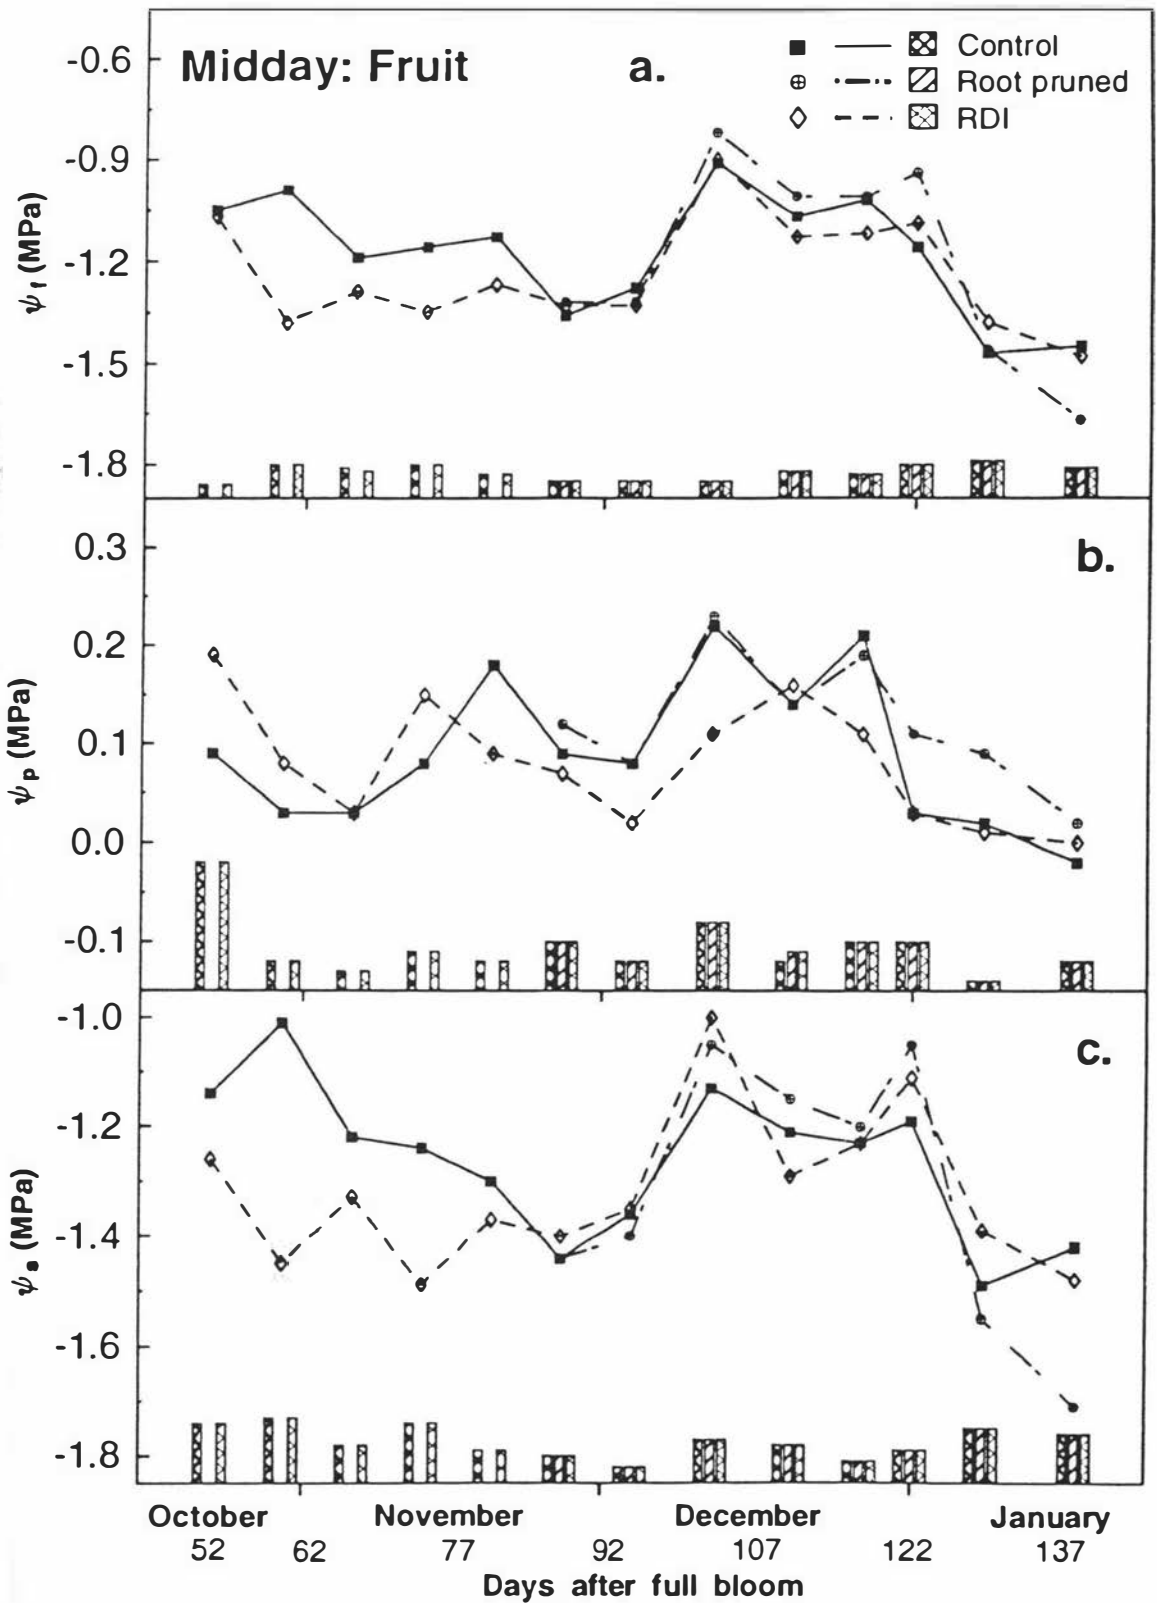 Midday: Fruit
a.
Control
Root pruned
RDI
-0.6
-0.9
-1.2
-1.5
-1.8
ψf (MPa)
b.
0.3
0.2
0.1
0.0
-0.1
ψp (MPa)
c.
-1.0
-1.2
-1.4
-1.6
-1.8
ψs (MPa)
October November December January
52 62 77 92 107 122 137
Days after full bloom